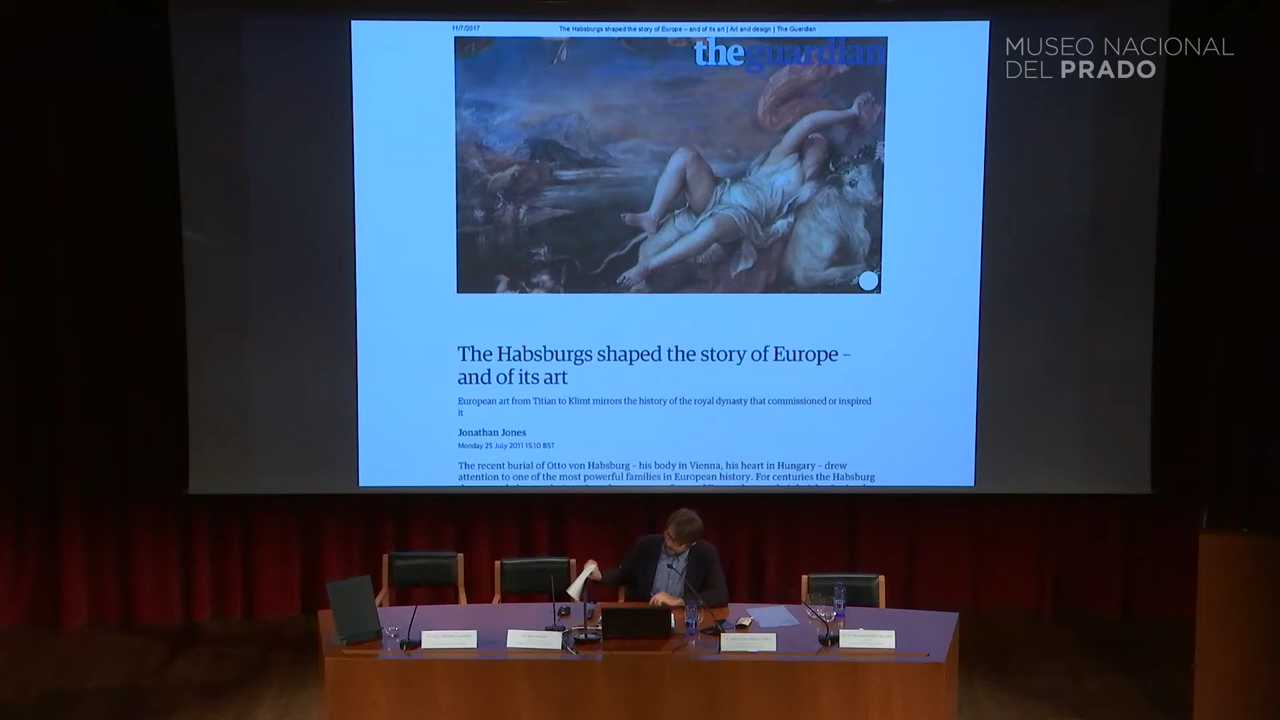 11/7/2017
The Habsburgs shaped the story of Europe – and of its art | Art and design | The Guardian
theguardian
MUSEO NACIONAL
DEL PRADO
The Habsburgs shaped the story of Europe –
and of its art
European art from Titian to Klimt mirrors the history of the royal dynasty that commissioned or inspired
it
Jonathan Jones
Monday 25 July 2011 15.10 BST
The recent burial of Otto von Habsburg – his body in Vienna, his heart in Hungary – drew
attention to one of the most powerful families in European history. For centuries the Habsburg